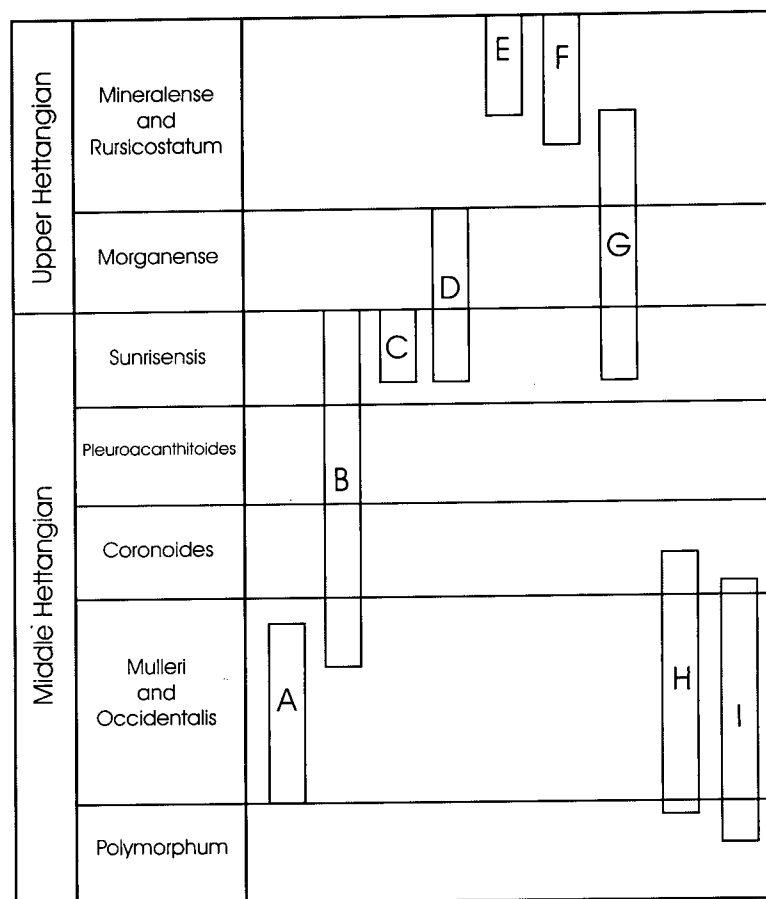 Upper Hettangian
Mineralense
and
Rursicostatum
E
F
Morganense
D
G
Middle Hettangian
Sunrisensis
C
Pleuroacanthitoides
B
Coronoides
Mulleri
and
Occidentalis
A
H
I
Polymorphum